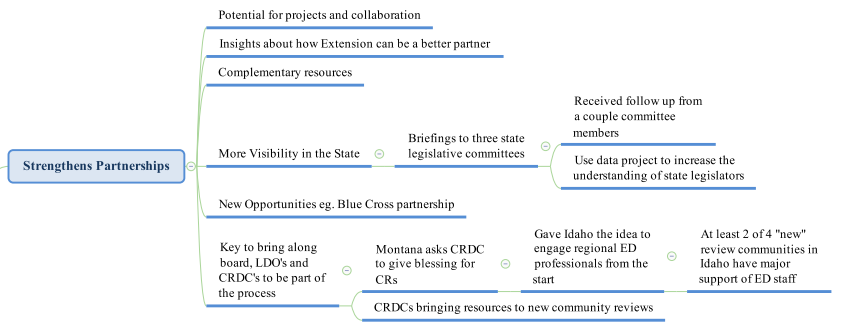 Strengthens Partnerships
Potential for projects and collaboration
Insights about how Extension can be a better partner
Complementary resources
More Visibility in the State
Briefings to three state
legislative committees
Received follow up from
a couple committee
members
Use data project to increase the
understanding of state legislators
New Opportunities eg. Blue Cross partnership
Key to bring along
board, LDO's and
CRDC's to be part of
the process
Montana asks CRDC
to give blessing for
CRs
Gave Idaho the idea to
engage regional ED
professionals from the
start
At least 2 of 4 "new"
review communities in
Idaho have major
support of ED staff
CRDCs bringing resources to new community reviews